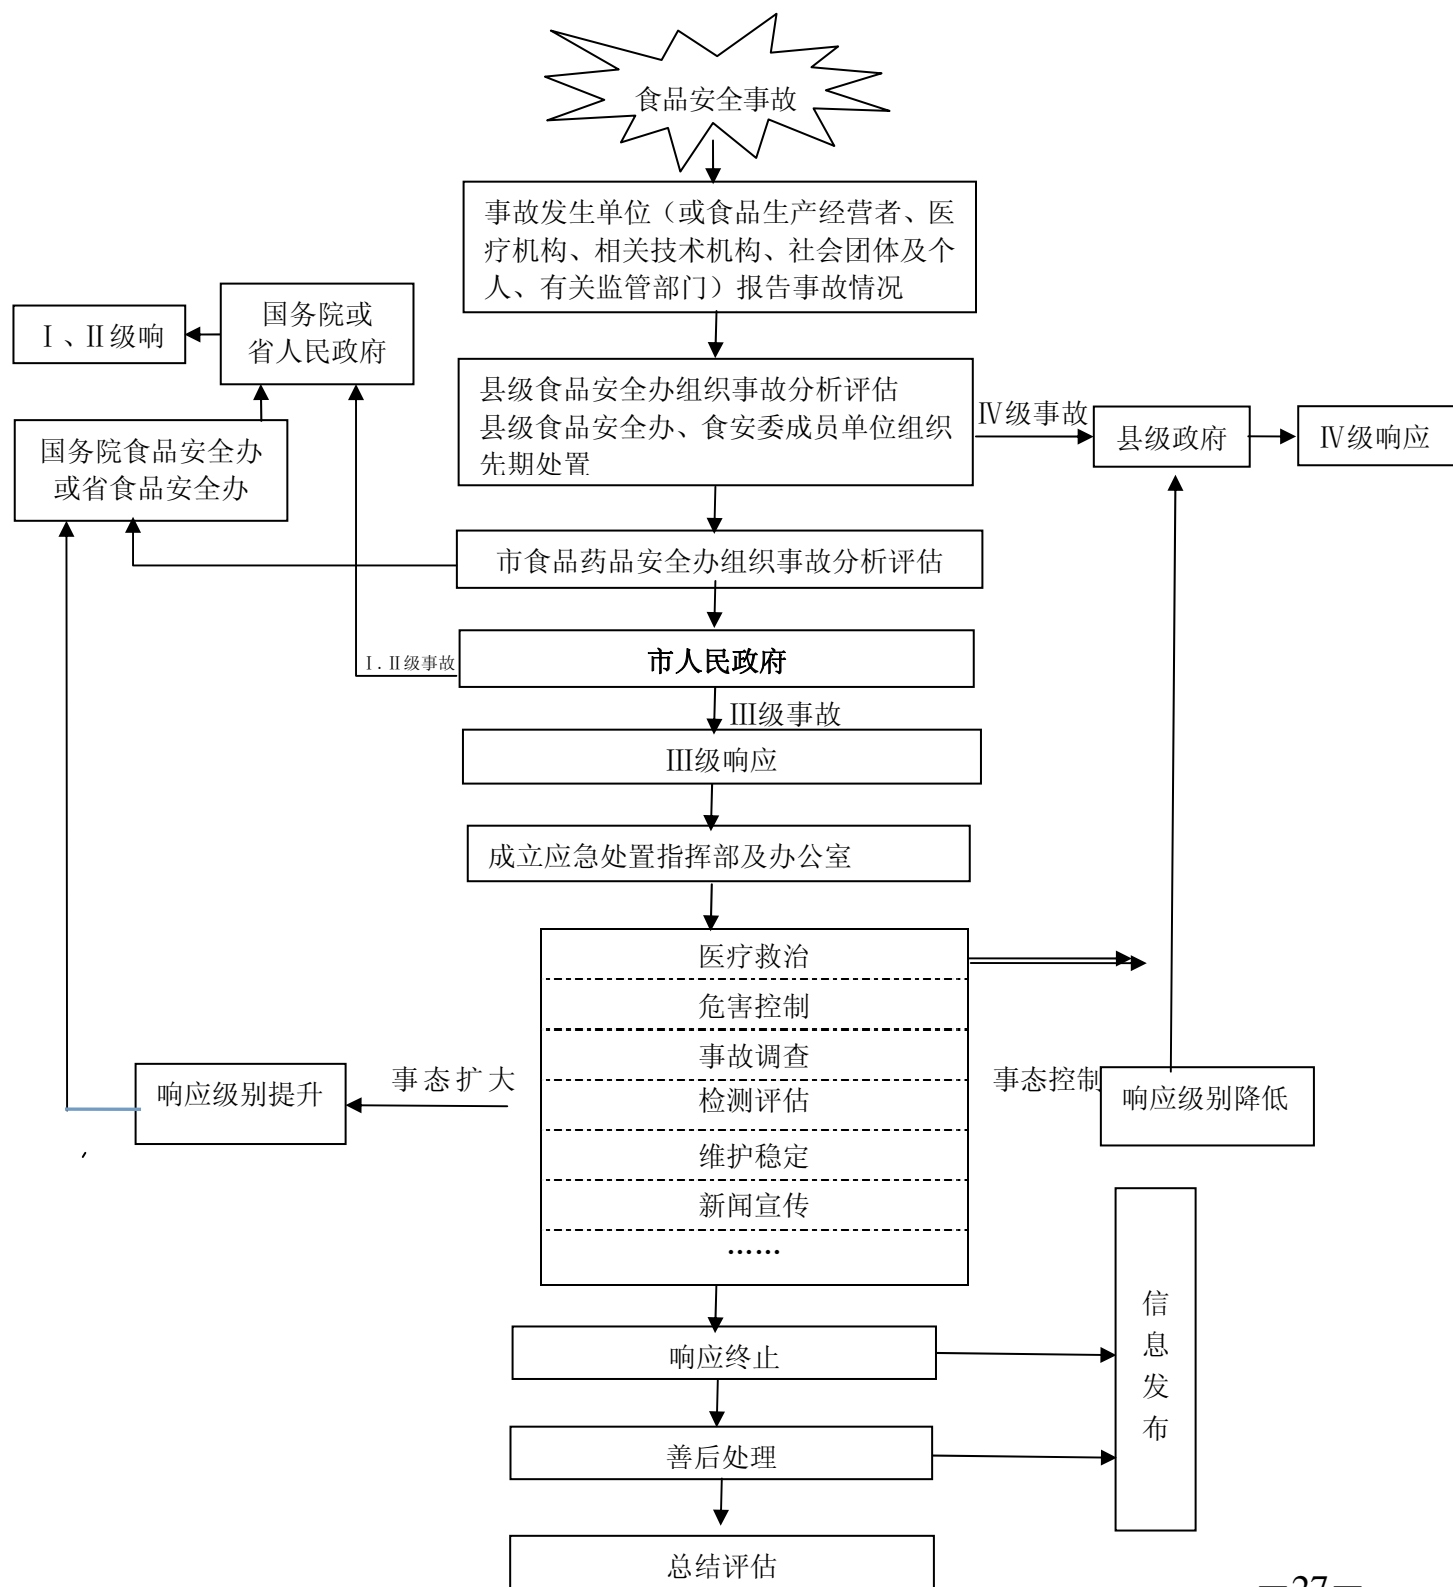 食品安全事故
事故发生单位（或食品生产经营者、医
疗机构、相关技术机构、社会团体及个
人、有关监管部门）报告事故情况
国务院或
省人民政府
Ⅰ、Ⅱ级响
县级食品安全办组织事故分析评估
县级食品安全办、食安委成员单位组织
先期处置
Ⅳ级事故
县级政府
Ⅳ级响应
国务院食品安全办
或省食品安全办
市食品药品安全办组织事故分析评估
Ⅰ.Ⅱ级事故
市人民政府
Ⅲ级事故
Ⅲ级响应
成立应急处置指挥部及办公室
医疗救治
危害控制
事故调查
检测评估
维护稳定
新闻宣传
……
事态扩大
响应级别提升
事态控制
响应级别降低
响应终止
善后处理
总结评估
信
息
发
布
—27—